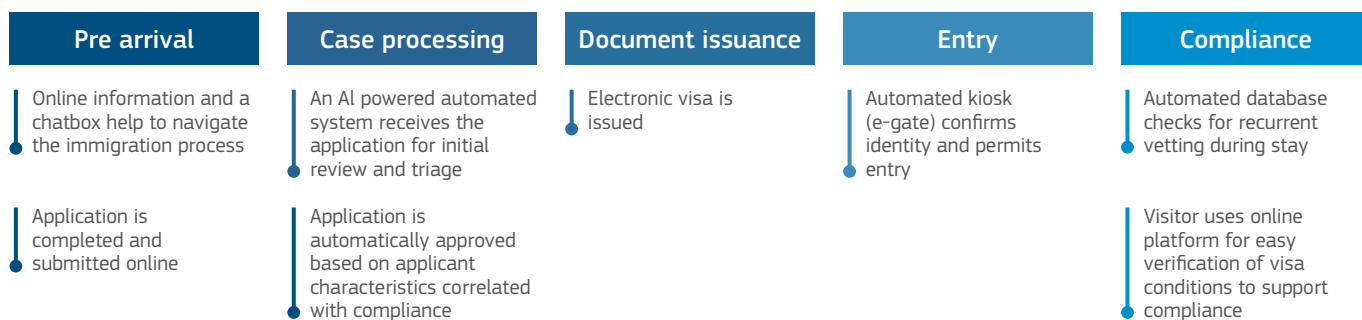 Pre arrival
Online information and a
chatbox help to navigate
the immigration process
Application is
completed and
submitted online
Case processing
An AI powered automated
system receives the
application for initial
review and triage
Application is
automatically approved
based on applicant
characteristics correlated
with compliance
Document issuance
Electronic visa is
issued
Entry
Automated kiosk
(e-gate) confirms
identity and permits
entry
Compliance
Automated database
checks for recurrent
vetting during stay
Visitor uses online
platform for easy
verification of visa
conditions to support
compliance